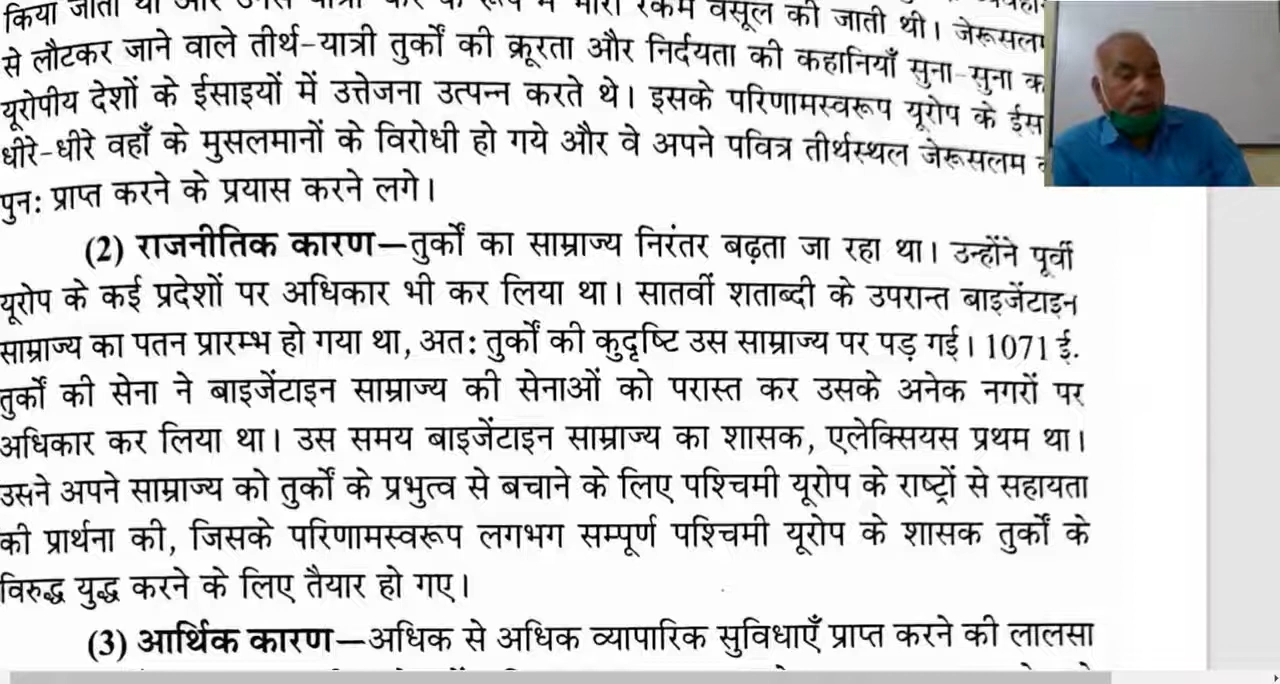 किया जाता था और उनसे यात्रा कर के रूप में भारी रकम वसूल की जाती थी। जेरूसलम
से लौटकर जाने वाले तीर्थ-यात्री तुर्कों की क्रूरता और निर्दयता की कहानियाँ सुना-सुना क
यूरोपीय देशों के ईसाइयों में उत्तेजना उत्पन्न करते थे। इसके परिणामस्वरूप यूरोप के ईस
धीरे-धीरे वहाँ के मुसलमानों के विरोधी हो गये और वे अपने पवित्र तीर्थस्थल जेरूसलम
पुनः प्राप्त करने के प्रयास करने लगे।
(2) राजनीतिक कारण—तुर्कों का साम्राज्य निरंतर बढ़ता जा रहा था। उन्होंने पूर्वी
यूरोप के कई प्रदेशों पर अधिकार भी कर लिया था। सातवीं शताब्दी के उपरान्त बाइजेंटाइन
साम्राज्य का पतन प्रारम्भ हो गया था, अतः तुर्कों की कुदृष्टि उस साम्राज्य पर पड़ गई। 1071 ई.
तुर्कों की सेना ने बाइजेंटाइन साम्राज्य की सेनाओं को परास्त कर उसके अनेक नगरों पर
अधिकार कर लिया था। उस समय बाइजेंटाइन साम्राज्य का शासक, एलेक्सियस प्रथम था।
उसने अपने साम्राज्य को तुर्कों के प्रभुत्व से बचाने के लिए पश्चिमी यूरोप के राष्ट्रों से सहायता
की प्रार्थना की, जिसके परिणामस्वरूप लगभग सम्पूर्ण पश्चिमी यूरोप के शासक तुर्कों के
विरुद्ध युद्ध करने के लिए तैयार हो गए।
(3) आर्थिक कारण—अधिक से अधिक व्यापारिक सुविधाएँ प्राप्त करने की लालसा